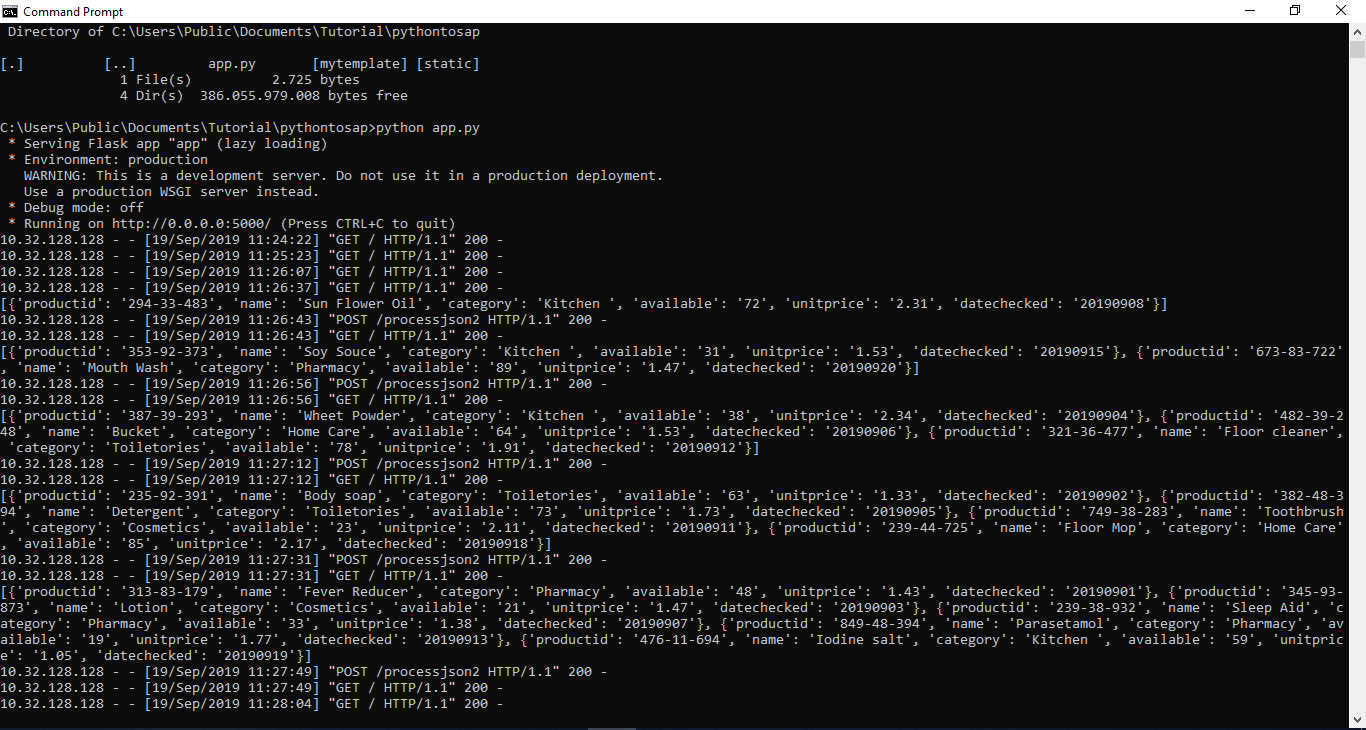 Command Prompt
Directory of C:\Users\Public\Documents\Tutorial\pythontosap
[.] [..] app.py [mytemplate] [static]
1 File(s) 2.725 bytes
4 Dir(s) 386.055.979.008 bytes free
C:\Users\Public\Documents\Tutorial\pythontosap>python app.py
* Serving Flask app "app" (lazy loading)
* Environment: production
WARNING: This is a development server. Do not use it in a production deployment.
Use a production WSGI server instead.
* Debug mode: off
* Running on http://0.0.0.0:5000/ (Press CTRL+C to quit)
10.32.128.128 - - [19/Sep/2019 11:24:22] "GET / HTTP/1.1" 200 -
10.32.128.128 - - [19/Sep/2019 11:25:23] "GET / HTTP/1.1" 200 -
10.32.128.128 - - [19/Sep/2019 11:26:07] "GET / HTTP/1.1" 200 -
10.32.128.128 - - [19/Sep/2019 11:26:37] "GET / HTTP/1.1" 200 -
[{'productid': '294-33-483', 'name': 'Sun Flower Oil', 'category': 'Kitchen ', 'available': '72', 'unitprice': '2.31', 'datechecked': '20190908'}]
10.32.128.128 - - [19/Sep/2019 11:26:43] "POST /processjson2 HTTP/1.1" 200 -
10.32.128.128 - - [19/Sep/2019 11:26:43] "GET / HTTP/1.1" 200 -
[{'productid': '353-92-373', 'name': 'Soy Souce', 'category': 'Kitchen ', 'available': '31', 'unitprice': '1.53', 'datechecked': '20190915'}, {'productid': '673-83-722'
, 'name': 'Mouth Wash', 'category': 'Pharmacy', 'available': '89', 'unitprice': '1.47', 'datechecked': '20190920'}]
10.32.128.128 - - [19/Sep/2019 11:26:56] "POST /processjson2 HTTP/1.1" 200 -
10.32.128.128 - - [19/Sep/2019 11:26:56] "GET / HTTP/1.1" 200 -
[{'productid': '387-39-293', 'name': 'Wheet Powder', 'category': 'Kitchen ', 'available': '38', 'unitprice': '2.34', 'datechecked': '20190904'}, {'productid': '482-39-2
48', 'name': 'Bucket', 'category': 'Home Care', 'available': '64', 'unitprice': '1.53', 'datechecked': '20190906'}, {'productid': '321-36-477', 'name': 'Floor cleaner',
'category': 'Toiletories', 'available': '78', 'unitprice': '1.91', 'datechecked': '20190912'}]
10.32.128.128 - - [19/Sep/2019 11:27:12] "POST /processjson2 HTTP/1.1" 200 -
10.32.128.128 - - [19/Sep/2019 11:27:12] "GET / HTTP/1.1" 200 -
[{'productid': '235-92-391', 'name': 'Body soap', 'category': 'Toiletories', 'available': '63', 'unitprice': '1.33', 'datechecked': '20190902'}, {'productid': '382-48-3
94', 'name': 'Detergent', 'category': 'Toiletories', 'available': '73', 'unitprice': '1.73', 'datechecked': '20190905'}, {'productid': '749-38-283', 'name': 'Toothbrush
', 'category': 'Cosmetics', 'available': '23', 'unitprice': '2.11', 'datechecked': '20190911'}, {'productid': '239-44-725', 'name': 'Floor Mop', 'category': 'Home Care'
, 'available': '85', 'unitprice': '2.17', 'datechecked': '20190918'}]
10.32.128.128 - - [19/Sep/2019 11:27:31] "POST /processjson2 HTTP/1.1" 200 -
10.32.128.128 - - [19/Sep/2019 11:27:31] "GET / HTTP/1.1" 200 -
[{'productid': '313-83-179', 'name': 'Fever Reducer', 'category': 'Pharmacy', 'available': '48', 'unitprice': '1.43', 'datechecked': '20190901'}, {'productid': '345-93-
873', 'name': 'Lotion', 'category': 'Cosmetics', 'available': '21', 'unitprice': '1.47', 'datechecked': '20190903'}, {'productid': '239-38-932', 'name': 'Sleep Aid', 'c
ategory': 'Pharmacy', 'available': '33', 'unitprice': '1.38', 'datechecked': '20190907'}, {'productid': '849-48-394', 'name': 'Parasetamol', 'category': 'Pharmacy', 'av
ailable': '19', 'unitprice': '1.77', 'datechecked': '20190913'}, {'productid': '476-11-694', 'name': 'Iodine salt', 'category': 'Kitchen ', 'available': '59', 'unitpric
e': '1.05', 'datechecked': '20190919'}]
10.32.128.128 - - [19/Sep/2019 11:27:49] "POST /processjson2 HTTP/1.1" 200 -
10.32.128.128 - - [19/Sep/2019 11:27:49] "GET / HTTP/1.1" 200 -
10.32.128.128 - - [19/Sep/2019 11:28:04] "GET / HTTP/1.1" 200 -